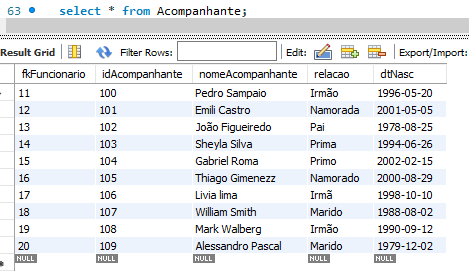 63 select * from Acompanhante;
Result Grid Filter Rows: Edit: Export/Import:
fkFuncionario idAcompanhante nomeAcompanhante relacao dtNasc
11 100 Pedro Sampaio Irmão 1996-05-20
12 101 Emili Castro Namorada 2001-05-05
13 102 João Figueiredo Pai 1978-08-25
14 103 Sheyla Silva Prima 1994-06-26
15 104 Gabriel Roma Primo 2002-02-15
16 105 Thiago Gimenezz Namorado 2000-08-29
17 106 Livia lima Irmã 1998-10-10
18 107 William Smith Marido 1988-08-02
19 108 Mark Walberg Irmão 1990-09-12
20 109 Alessandro Pascal Marido 1979-12-02
NULL NULL NULL NULL NULL